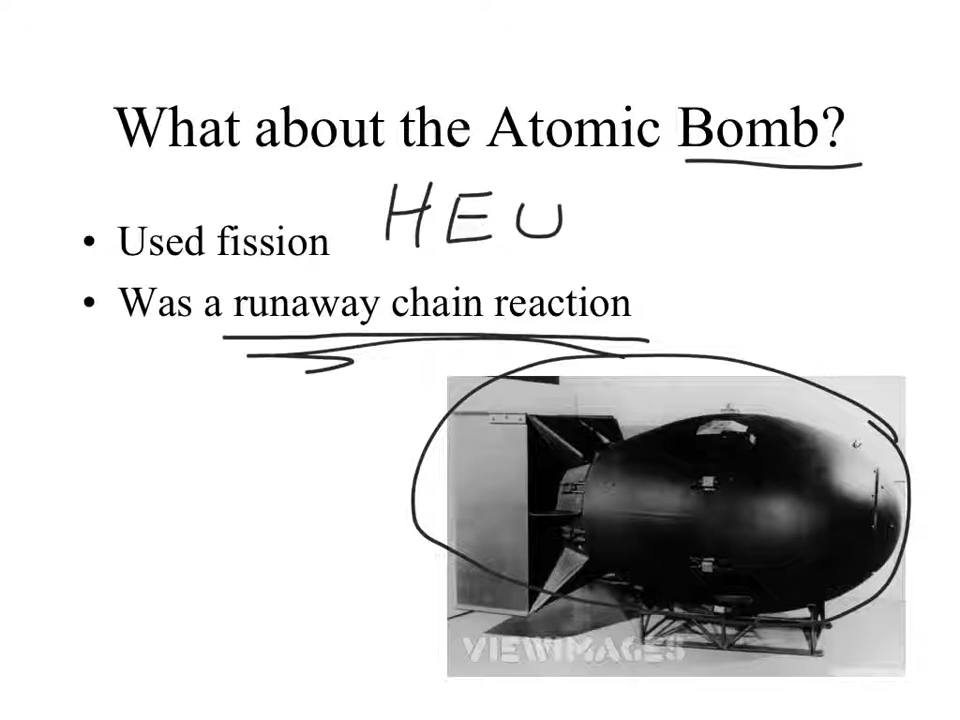 What about the Atomic Bomb?
HEU
• Used fission
• Was a runaway chain reaction
VIEWIMAGES